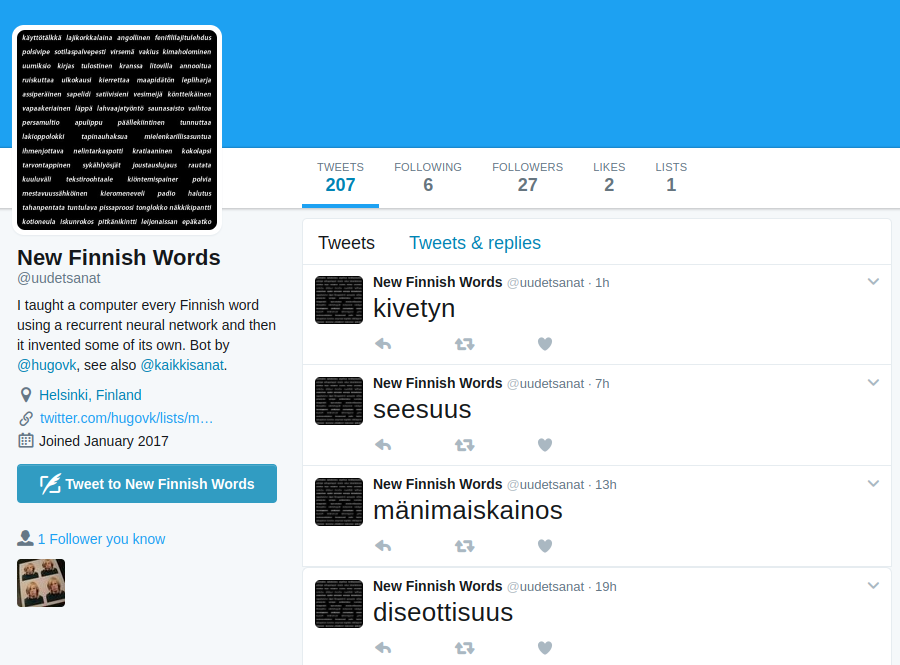 käyttötälkkä lajikorkkalaina angollinen fenifillajitulehdus
polsivipe sotilaspalvepesti virsemä vakius kimaholominen
uumiksio kirjas tulostinen kranssa litovilla annooitua
ruiskuttaa ulkokausi kierrettaa maapidätön lepliharja
assiperäinen sapelidi satiivisieni vesimeijä köntteikäinen
vapaakeriainen läppä lahvaajatyöntö saunasaisto vaihtoa
persamultio apulippu päällekiintinen tunnuttaa
lakioppolokki tapinauhaksua mielenkarillisasuntua
ihmenjottava nelintarkaspotti kratiaaninen kokolapsi
tarvontappinen sykählyösjät joustauslujaus rautata
kuuluväli tekstiroohtaale kiöntemispainer polvia
mestavuussähköinen kieromeneveli padio halutus
tahanpentata tuntulava pissaproosi tonglokko näkkikipantti
kotioneula iskunrokos pitkänikintti leijonaissan epäkatko
TWEETS FOLLOWING FOLLOWERS LIKES LISTS
207 6 27 2 1
New Finnish Words
@uudetsanat
I taught a computer every Finnish word
using a recurrent neural network and then
it invented some of its own. Bot by
@hugovk, see also @kaikkisanat.
Helsinki, Finland
twitter.com/hugovk/lists/m…
Joined January 2017
Tweet to New Finnish Words
1 Follower you know
Tweets Tweets & replies
New Finnish Words @uudetsanat · 1h
kivetyn
New Finnish Words @uudetsanat · 7h
seesuus
New Finnish Words @uudetsanat · 13h
mänimaiskainos
New Finnish Words @uudetsanat · 19h
diseottisuus